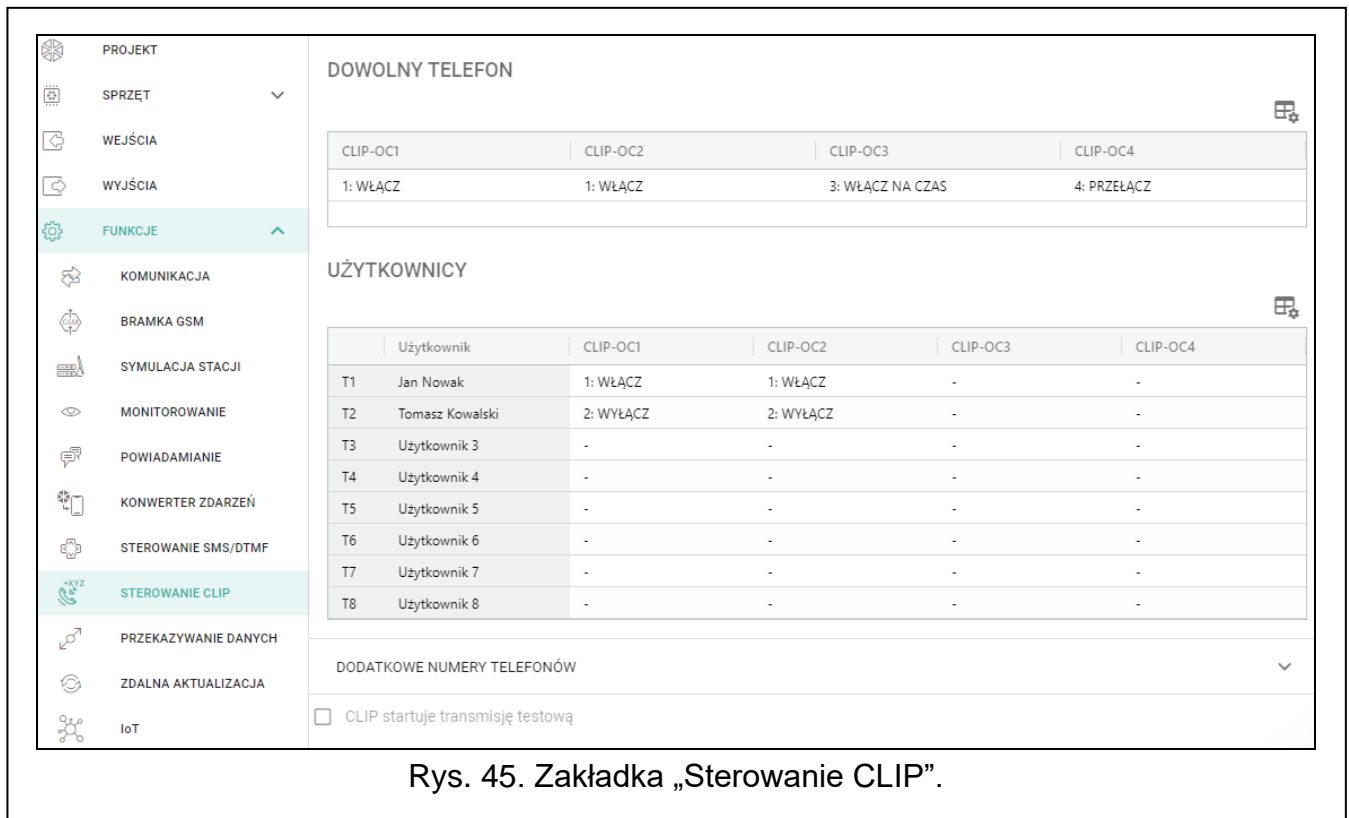 PROJEKT
SPRZĘT
WEJŚCIA
WYJŚCIA
FUNKCJE
KOMUNIKACJA
GSM
BRAMKA GSM
SYMULACJA STACJI
MONITOROWANIE
POWIADAMIANIE
KONWERTER ZDARZEŃ
STEROWANIE SMS/DTMF
+XYZ
STEROWANIE CLIP
PRZEKAZYWANIE DANYCH
ZDALNA AKTUALIZACJA
IoT
DOWOLNY TELEFON
CLIP-OC1 CLIP-OC2 CLIP-OC3 CLIP-OC4
1: WŁĄCZ 1: WŁĄCZ 3: WŁĄCZ NA CZAS 4: PRZEŁĄCZ
UŻYTKOWNICY
Użytkownik CLIP-OC1 CLIP-OC2 CLIP-OC3 CLIP-OC4
T1 Jan Nowak 1: WŁĄCZ 1: WŁĄCZ - -
T2 Tomasz Kowalski 2: WYŁĄCZ 2: WYŁĄCZ - -
T3 Użytkownik 3 - - - -
T4 Użytkownik 4 - - - -
T5 Użytkownik 5 - - - -
T6 Użytkownik 6 - - - -
T7 Użytkownik 7 - - - -
T8 Użytkownik 8 - - - -
DODATKOWE NUMERY TELEFONÓW
CLIP startuje transmisję testową
Rys. 45. Zakładka „Sterowanie CLIP”.